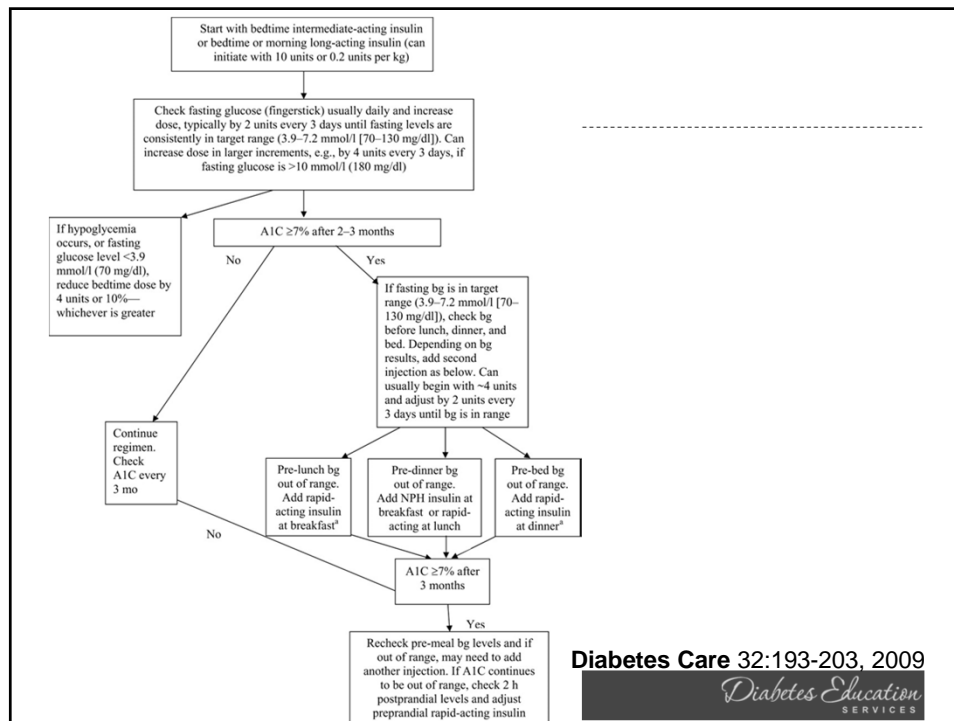 Start with bedtime intermediate-acting insulin
or bedtime or morning long-acting insulin (can
initiate with 10 units or 0.2 units per kg)
Check fasting glucose (fingerstick) usually daily and increase
dose, typically by 2 units every 3 days until fasting levels are
consistently in target range (3.9–7.2 mmol/l [70–130 mg/dl]). Can
increase dose in larger increments, e.g., by 4 units every 3 days, if
fasting glucose is >10 mmol/l (180 mg/dl)
If hypoglycemia
occurs, or fasting
glucose level <3.9
mmol/l (70 mg/dl),
reduce bedtime dose by
4 units or 10%—
whichever is greater
A1C ≥7% after 2–3 months
No
Yes
If fasting bg is in target
range (3.9–7.2 mmol/l [70–
130 mg/dl]), check bg
before lunch, dinner, and
bed. Depending on bg
results, add second
injection as below. Can
usually begin with ~4 units
and adjust by 2 units every
3 days until bg is in range
Continue
regimen.
Check
A1C every
3 mo
Pre-lunch bg
out of range.
Add rapid-
acting insulin
at breakfastᵃ
Pre-dinner bg
out of range.
Add NPH insulin at
breakfast or rapid-
acting at lunch
Pre-bed bg
out of range.
Add rapid-
acting insulin
at dinnerᵃ
No
A1C ≥7% after
3 months
Yes
Recheck pre-meal bg levels and if
out of range, may need to add
another injection. If A1C continues
to be out of range, check 2 h
postprandial levels and adjust
preprandial rapid-acting insulin
Diabetes Care 32:193-203, 2009
Diabetes Education
SERVICES